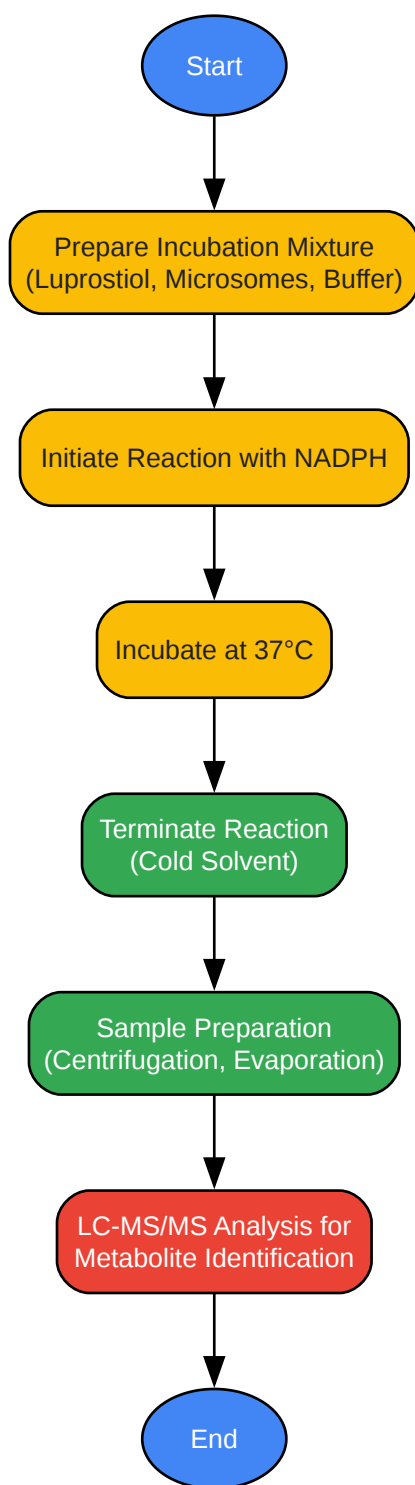 Start
Prepare Incubation Mixture
(Luprostiol, Microsomes, Buffer)
Initiate Reaction with NADPH
Incubate at 37°C
Terminate Reaction
(Cold Solvent)
Sample Preparation
(Centrifugation, Evaporation)
LC-MS/MS Analysis for
Metabolite Identification
End